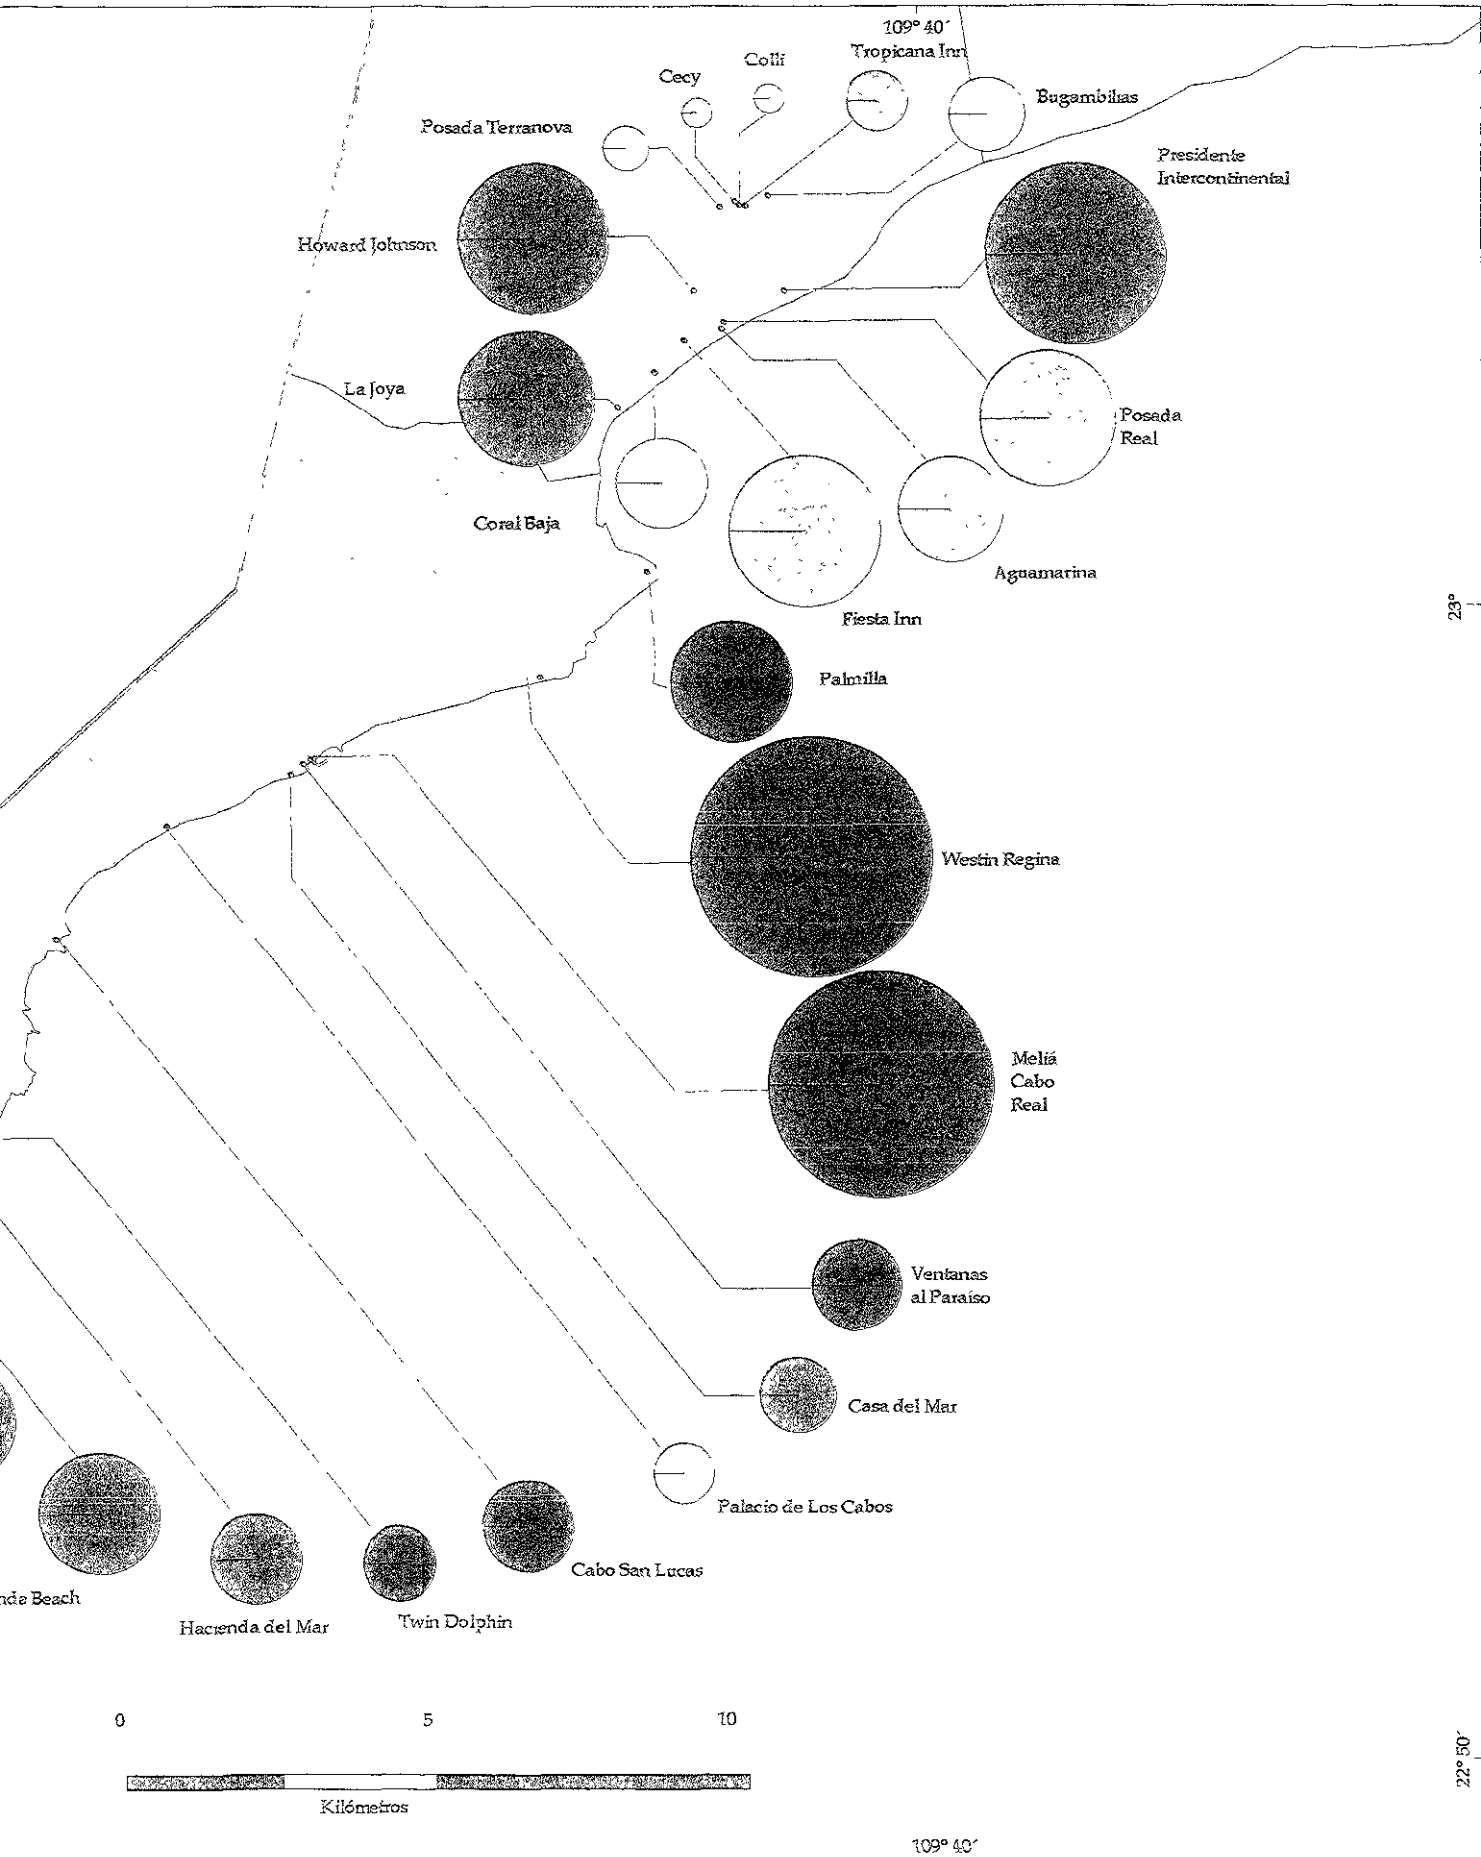 109° 40´
Tropicana Inn
Colli
Cecy
Bugambilias
Posada Terranova
Presidente
Intercontinental
Howard Johnson
La Joya
Posada
Real
Coral Baja
Aguamarina
Fiesta Inn
23°
Palmilla
Westin Regina
Meliá
Cabo
Real
Ventanas
al Paraíso
Casa del Mar
Palacio de Los Cabos
Cabo San Lucas
nda Beach
Hacienda del Mar
Twin Dolphin
0 5 10
Kilómetros
22° 50´
109° 40´